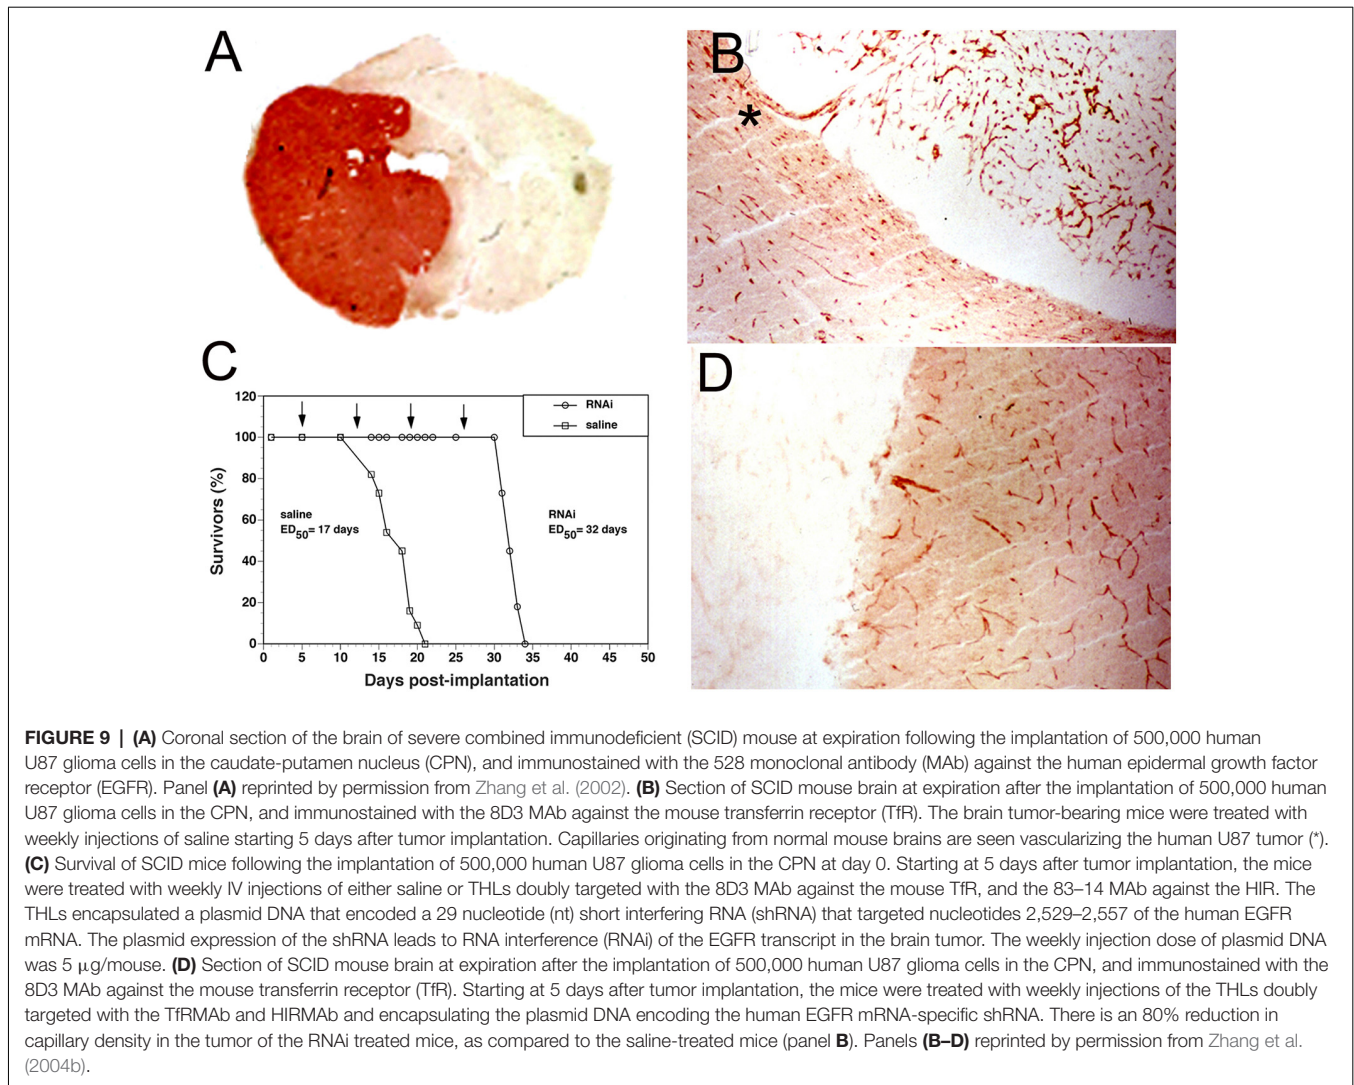 A
B
*
C
D
120
100
80
60
40
20
0
Survivors (%)
RNAi
saline
saline
ED50= 17 days
RNAi
ED50= 32 days
0 5 10 15 20 25 30 35 40 45 50
Days post-implantation
FIGURE 9 | (A) Coronal section of the brain of severe combined immunodeficient (SCID) mouse at expiration following the implantation of 500,000 human
U87 glioma cells in the caudate-putamen nucleus (CPN), and immunostained with the 528 monoclonal antibody (MAb) against the human epidermal growth factor
receptor (EGFR). Panel (A) reprinted by permission from Zhang et al. (2002). (B) Section of SCID mouse brain at expiration after the implantation of 500,000 human
U87 glioma cells in the CPN, and immunostained with the 8D3 MAb against the mouse transferrin receptor (TfR). The brain tumor-bearing mice were treated with
weekly injections of saline starting 5 days after tumor implantation. Capillaries originating from normal mouse brains are seen vascularizing the human U87 tumor (*).
(C) Survival of SCID mice following the implantation of 500,000 human U87 glioma cells in the CPN at day 0. Starting at 5 days after tumor implantation, the mice
were treated with weekly IV injections of either saline or THLs doubly targeted with the 8D3 MAb against the mouse TfR, and the 83–14 MAb against the HIR. The
THLs encapsulated a plasmid DNA that encoded a 29 nucleotide (nt) short interfering RNA (shRNA) that targeted nucleotides 2,529–2,557 of the human EGFR
mRNA. The plasmid expression of the shRNA leads to RNA interference (RNAi) of the EGFR transcript in the brain tumor. The weekly injection dose of plasmid DNA
was 5 μg/mouse. (D) Section of SCID mouse brain at expiration after the implantation of 500,000 human U87 glioma cells in the CPN, and immunostained with the
8D3 MAb against the mouse transferrin receptor (TfR). Starting at 5 days after tumor implantation, the mice were treated with weekly injections of the THLs doubly
targeted with the TfRMAb and HIRMAb and encapsulating the plasmid DNA encoding the human EGFR mRNA-specific shRNA. There is an 80% reduction in
capillary density in the tumor of the RNAi treated mice, as compared to the saline-treated mice (panel B). Panels (B–D) reprinted by permission from Zhang et al.
(2004b).